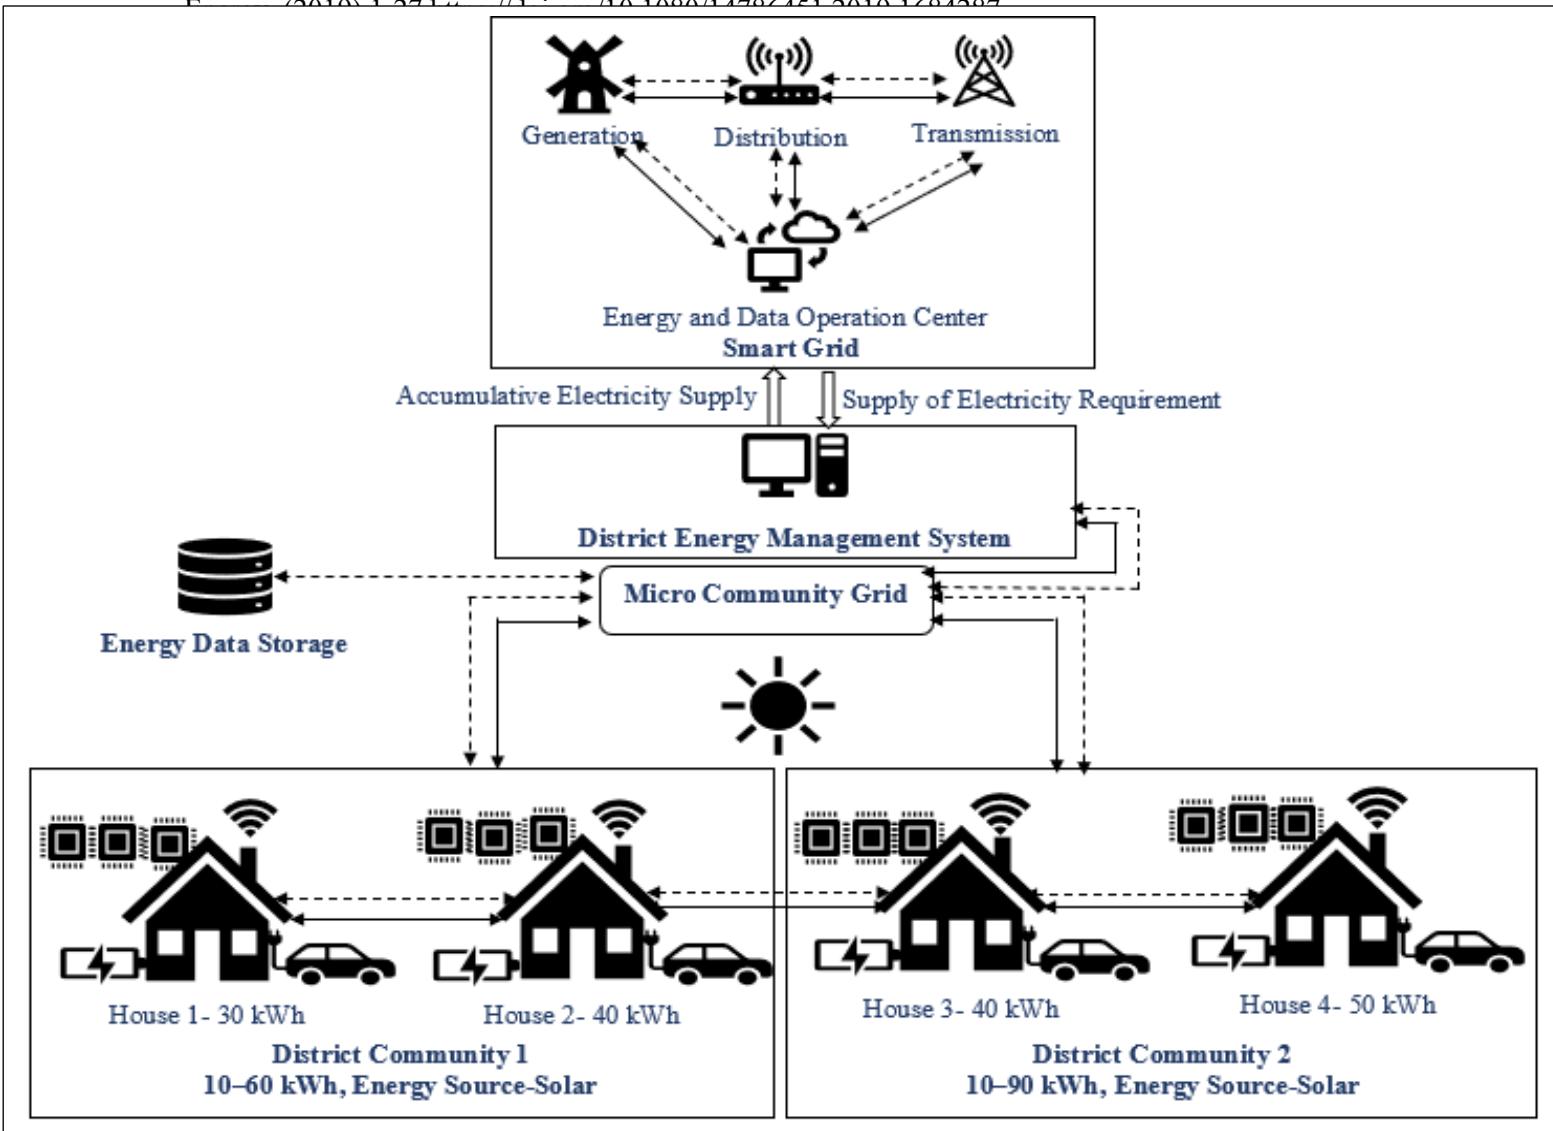 Generation
Distribution
Transmission
Energy and Data Operation Center
Smart Grid
Accumulative Electricity Supply
Supply of Electricity Requirement
District Energy Management System
Micro Community Grid
Energy Data Storage
House 1- 30 kWh
House 2- 40 kWh
District Community 1
10–60 kWh, Energy Source-Solar
House 3- 40 kWh
House 4- 50 kWh
District Community 2
10–90 kWh, Energy Source-Solar